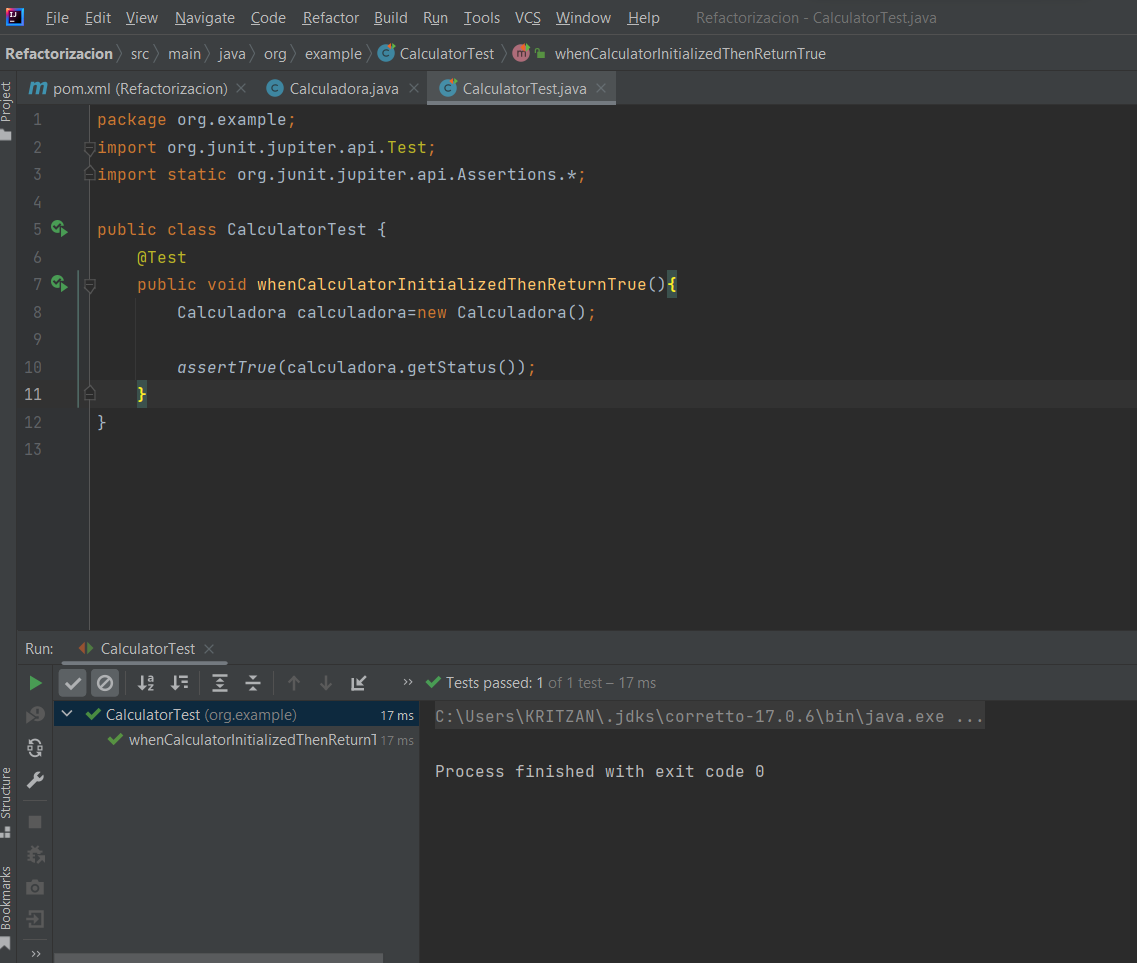 File Edit View Navigate Code Refactor Build Run Tools VCS Window Help Refactorizacion - CalculatorTest.java
Refactorizacion src main java org example CalculatorTest m whenCalculatorInitializedThenReturnTrue
Project
m pom.xml (Refactorizacion) C Calculadora.java C CalculatorTest.java
1 package org.example;
2 import org.junit.jupiter.api.Test;
3 import static org.junit.jupiter.api.Assertions.*;
4
5 public class CalculatorTest {
6 @Test
7 public void whenCalculatorInitializedThenReturnTrue(){
8 Calculadora calculadora=new Calculadora();
9
10 assertTrue(calculadora.getStatus());
11 }
12 }
13
Run: CalculatorTest
Tests passed: 1 of 1 test – 17 ms
CalculatorTest (org.example) 17 ms
whenCalculatorInitializedThenReturnT 17 ms
C:\Users\KRITZAN\.jdks\corretto-17.0.6\bin\java.exe ...
Process finished with exit code 0
Structure
Bookmarks